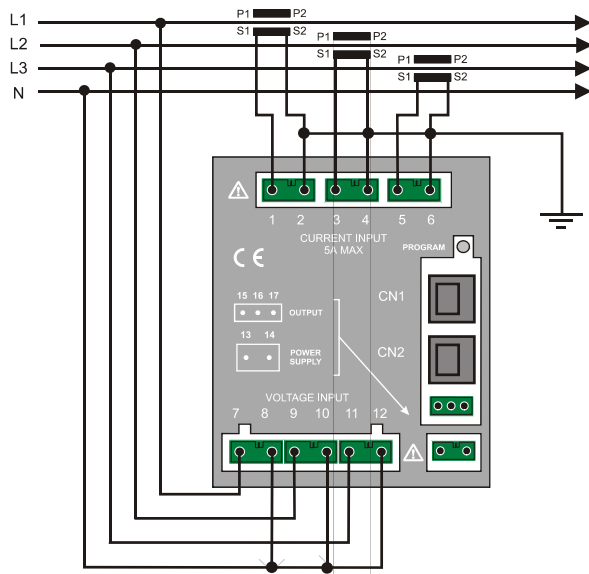 L1
P1 P2
S1 S2
L2
P1 P2
S1 S2
L3
P1 P2
S1 S2
N
1 2 3 4 5 6
CURRENT INPUT
5A MAX
PROGRAM
CE
15 16 17
OUTPUT
CN1
13 14
POWER
SUPPLY
CN2
VOLTAGE INPUT
7 8 9 10 11 12